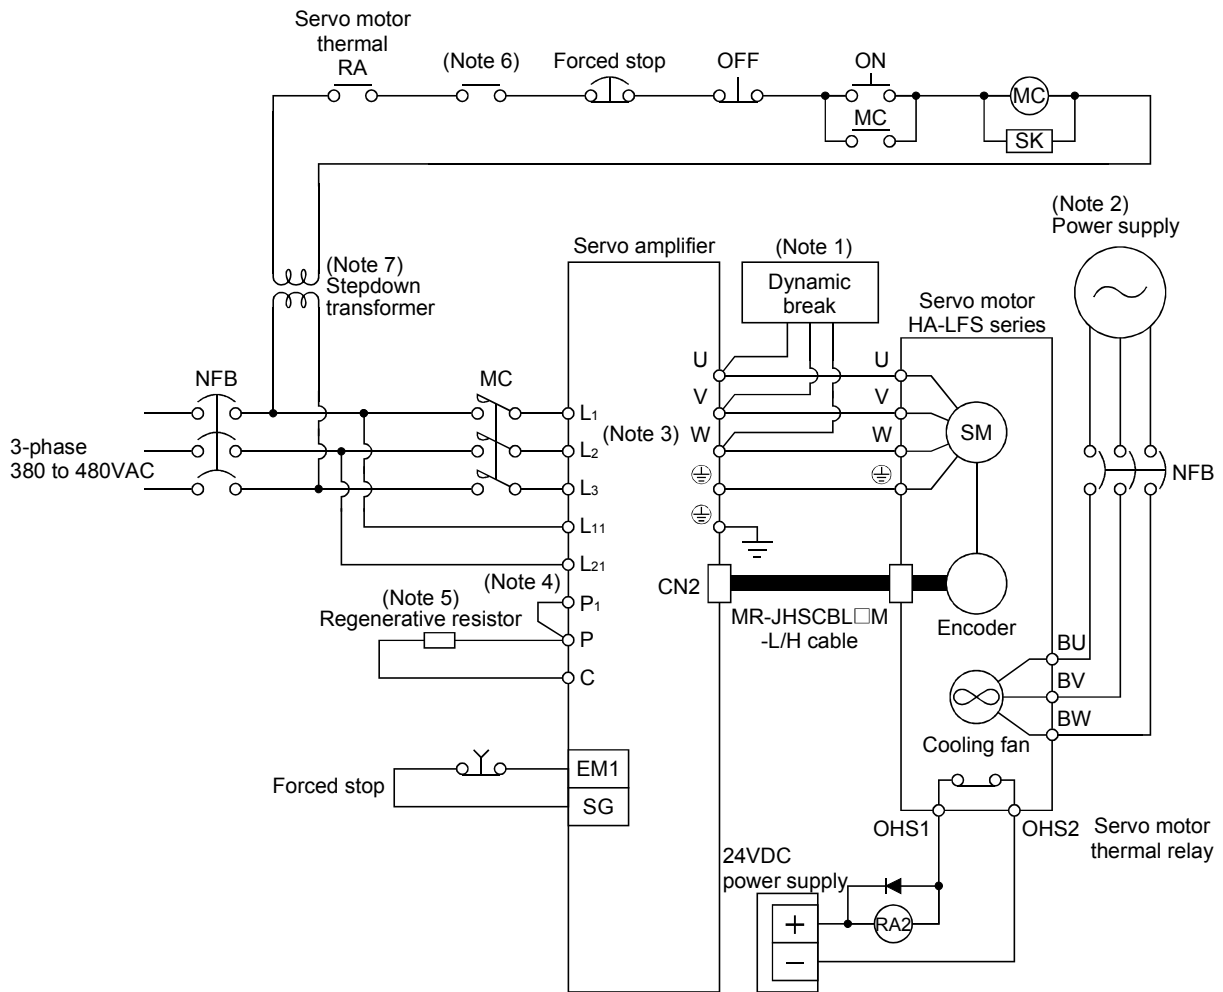 Servo motor
thermal
RA
(Note 6)
Forced stop
OFF
ON
MC
MC
SK
(Note 2)
Power supply
Servo amplifier
(Note 1)
Dynamic
break
(Note 7)
Stepdown
transformer
Servo motor
HA-LFS series
NFB
MC
U
U
V
V
W
W
SM
L1
L2
L3
L11
L21
(Note 3)
3-phase
380 to 480VAC
NFB
(Note 4)
P1
P
C
(Note 5)
Regenerative resistor
CN2
MR-JHSCBL□M
-L/H cable
Encoder
BU
BV
BW
Cooling fan
Forced stop
EM1
SG
OHS1
OHS2
Servo motor
thermal relay
24VDC
power supply
+
RA2
−